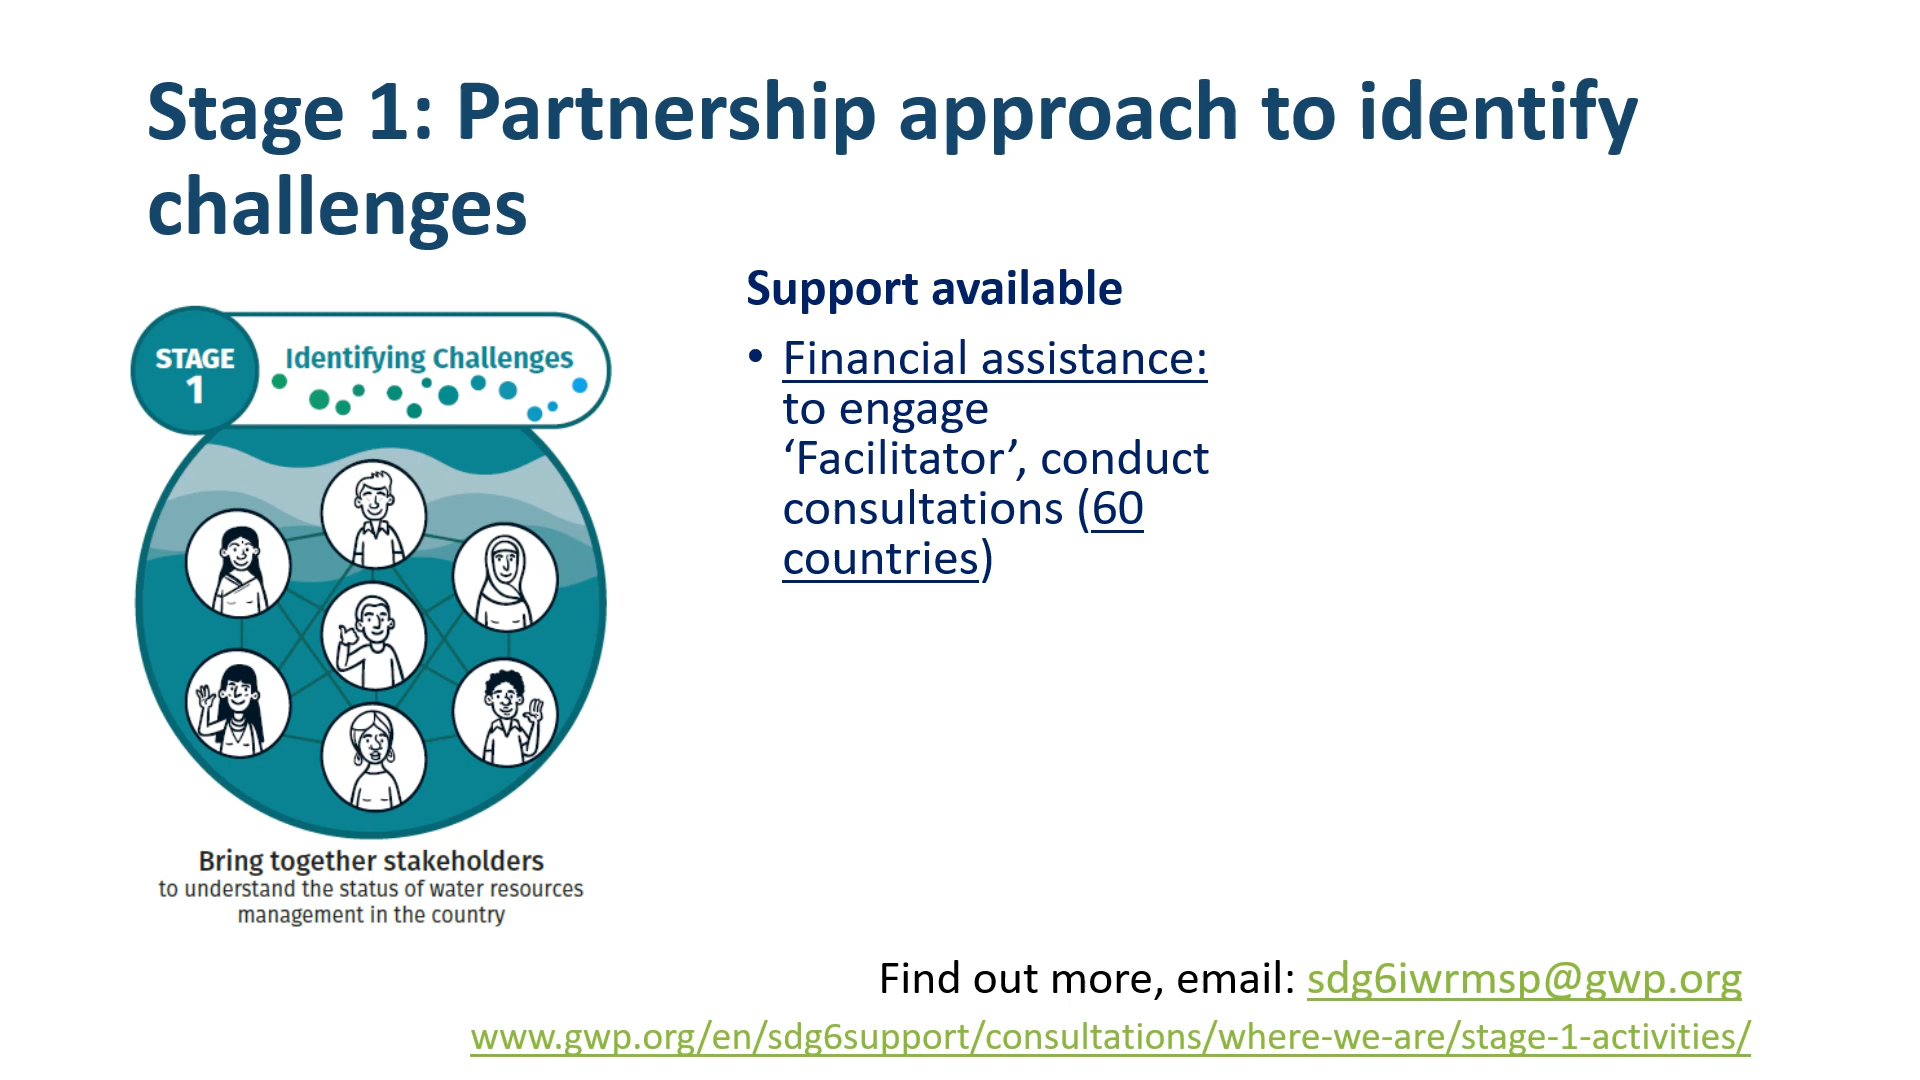 Stage 1: Partnership approach to identify
challenges
STAGE
1
Identifying Challenges
Bring together stakeholders
to understand the status of water resources
management in the country
Support available
• Financial assistance:
to engage
‘Facilitator’, conduct
consultations (60
countries)
Find out more, email: sdg6iwrmsp@gwp.org
www.gwp.org/en/sdg6support/consultations/where-we-are/stage-1-activities/